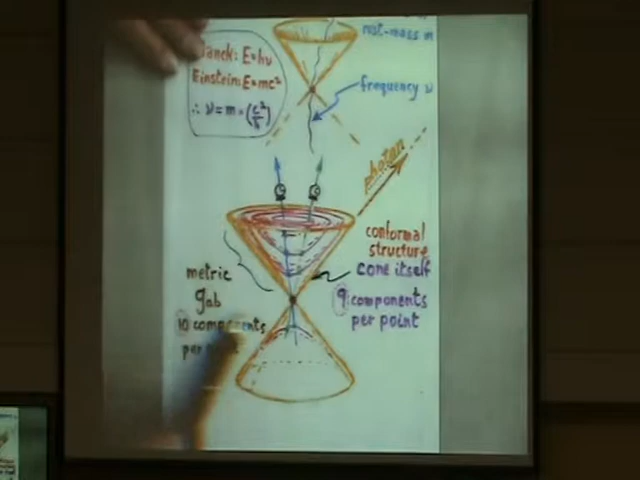 Planck: E=hν
Einstein: E=mc²
∴ ν = m × (c²/h)
rest-mass m
frequency ν
photon
conformal
structure
cone itself
9 components
per point
metric
gab
10 components
per